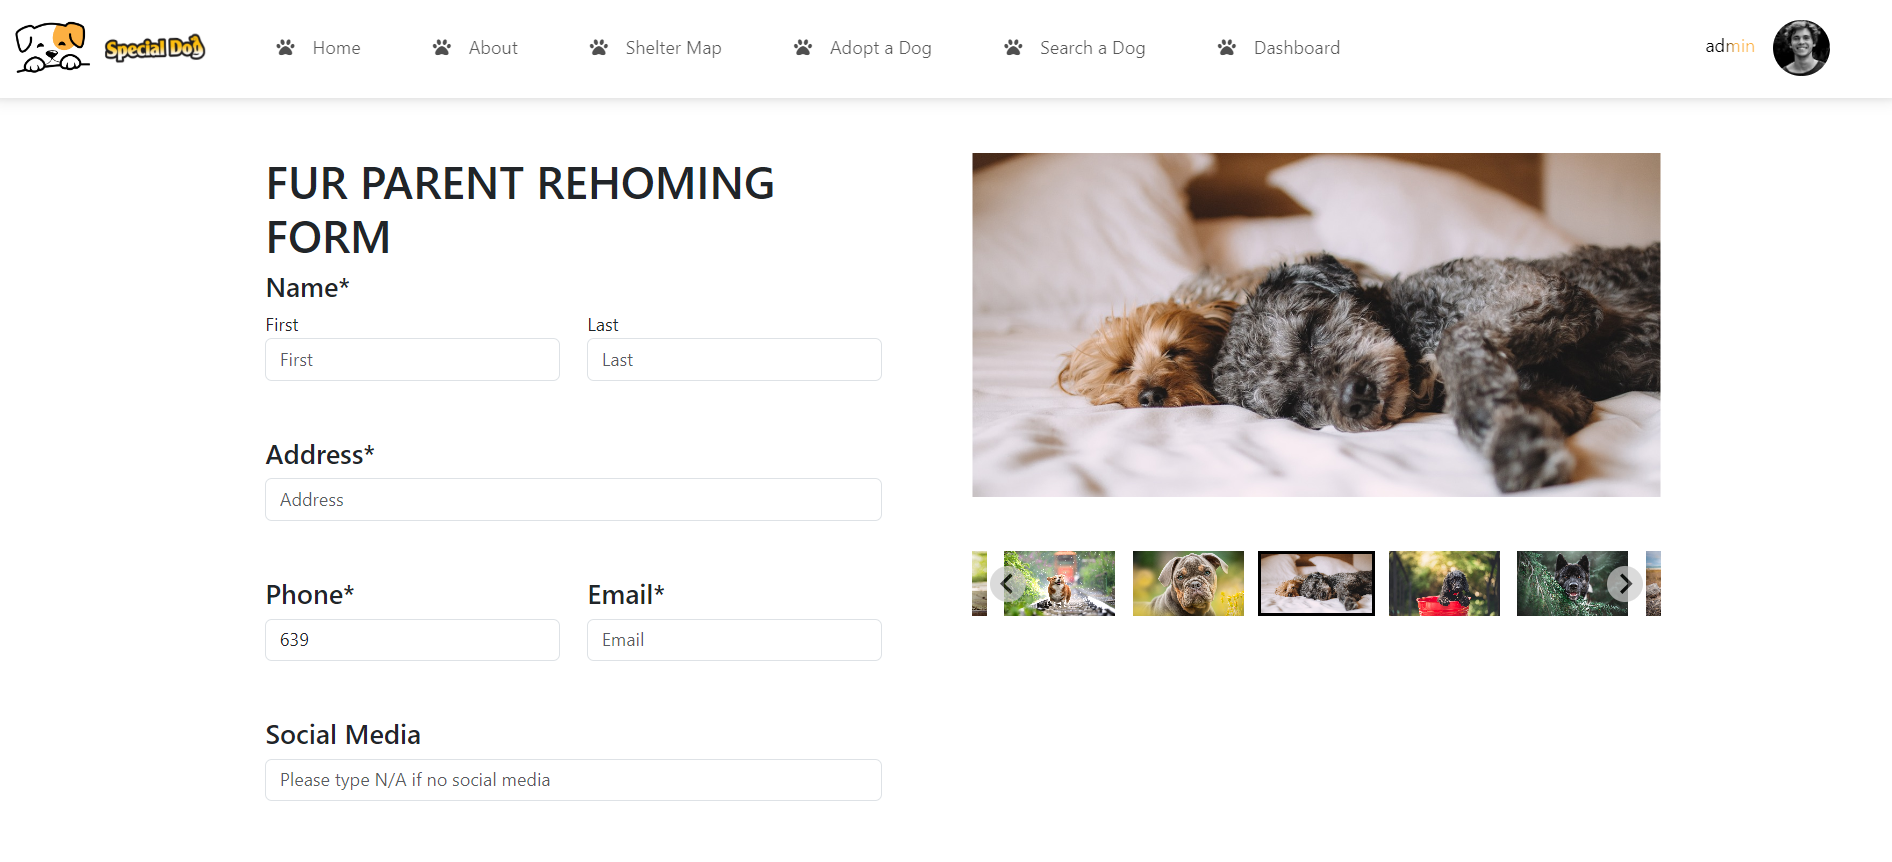 Special Dog
Home
About
Shelter Map
Adopt a Dog
Search a Dog
Dashboard
admin
FUR PARENT REHOMING
FORM
Name*
First
Last
First
Last
Address*
Address
Phone*
Email*
639
Email
Social Media
Please type N/A if no social media